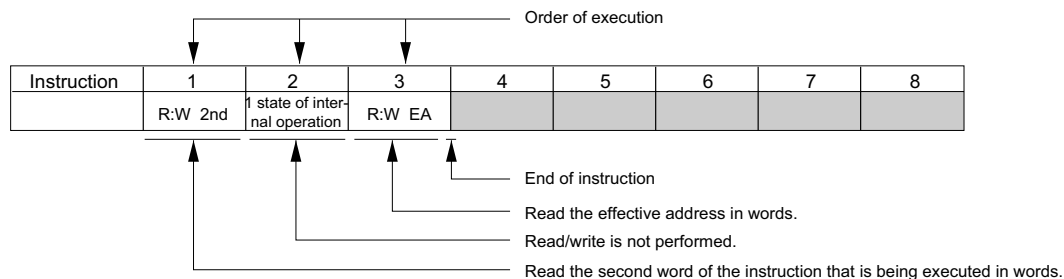 Order of execution
Instruction 1 2 3 4 5 6 7 8
R:W 2nd 1 state of inter-
nal operation R:W EA
End of instruction
Read the effective address in words.
Read/write is not performed.
Read the second word of the instruction that is being executed in words.